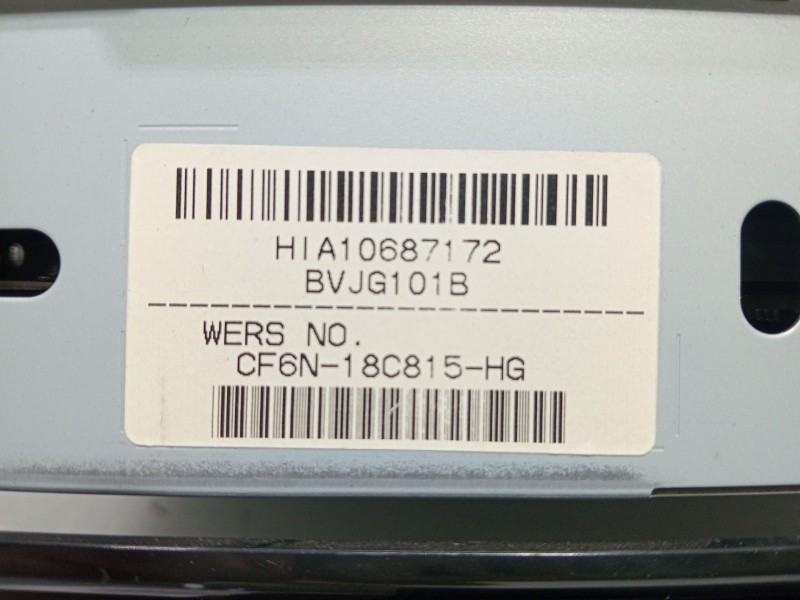 HIA10687172
BVJG101B
WERS NO.
CF6N-18C815-HG